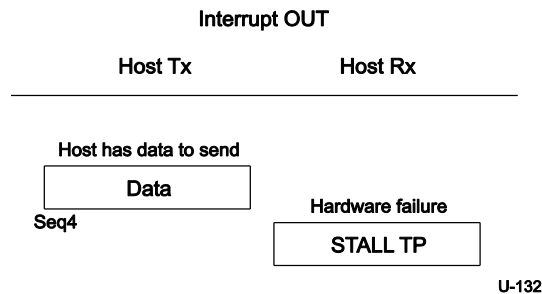 Interrupt OUT
Host Tx Host Rx
Host has data to send
Data
Seq4
Hardware failure
STALL TP
U-132